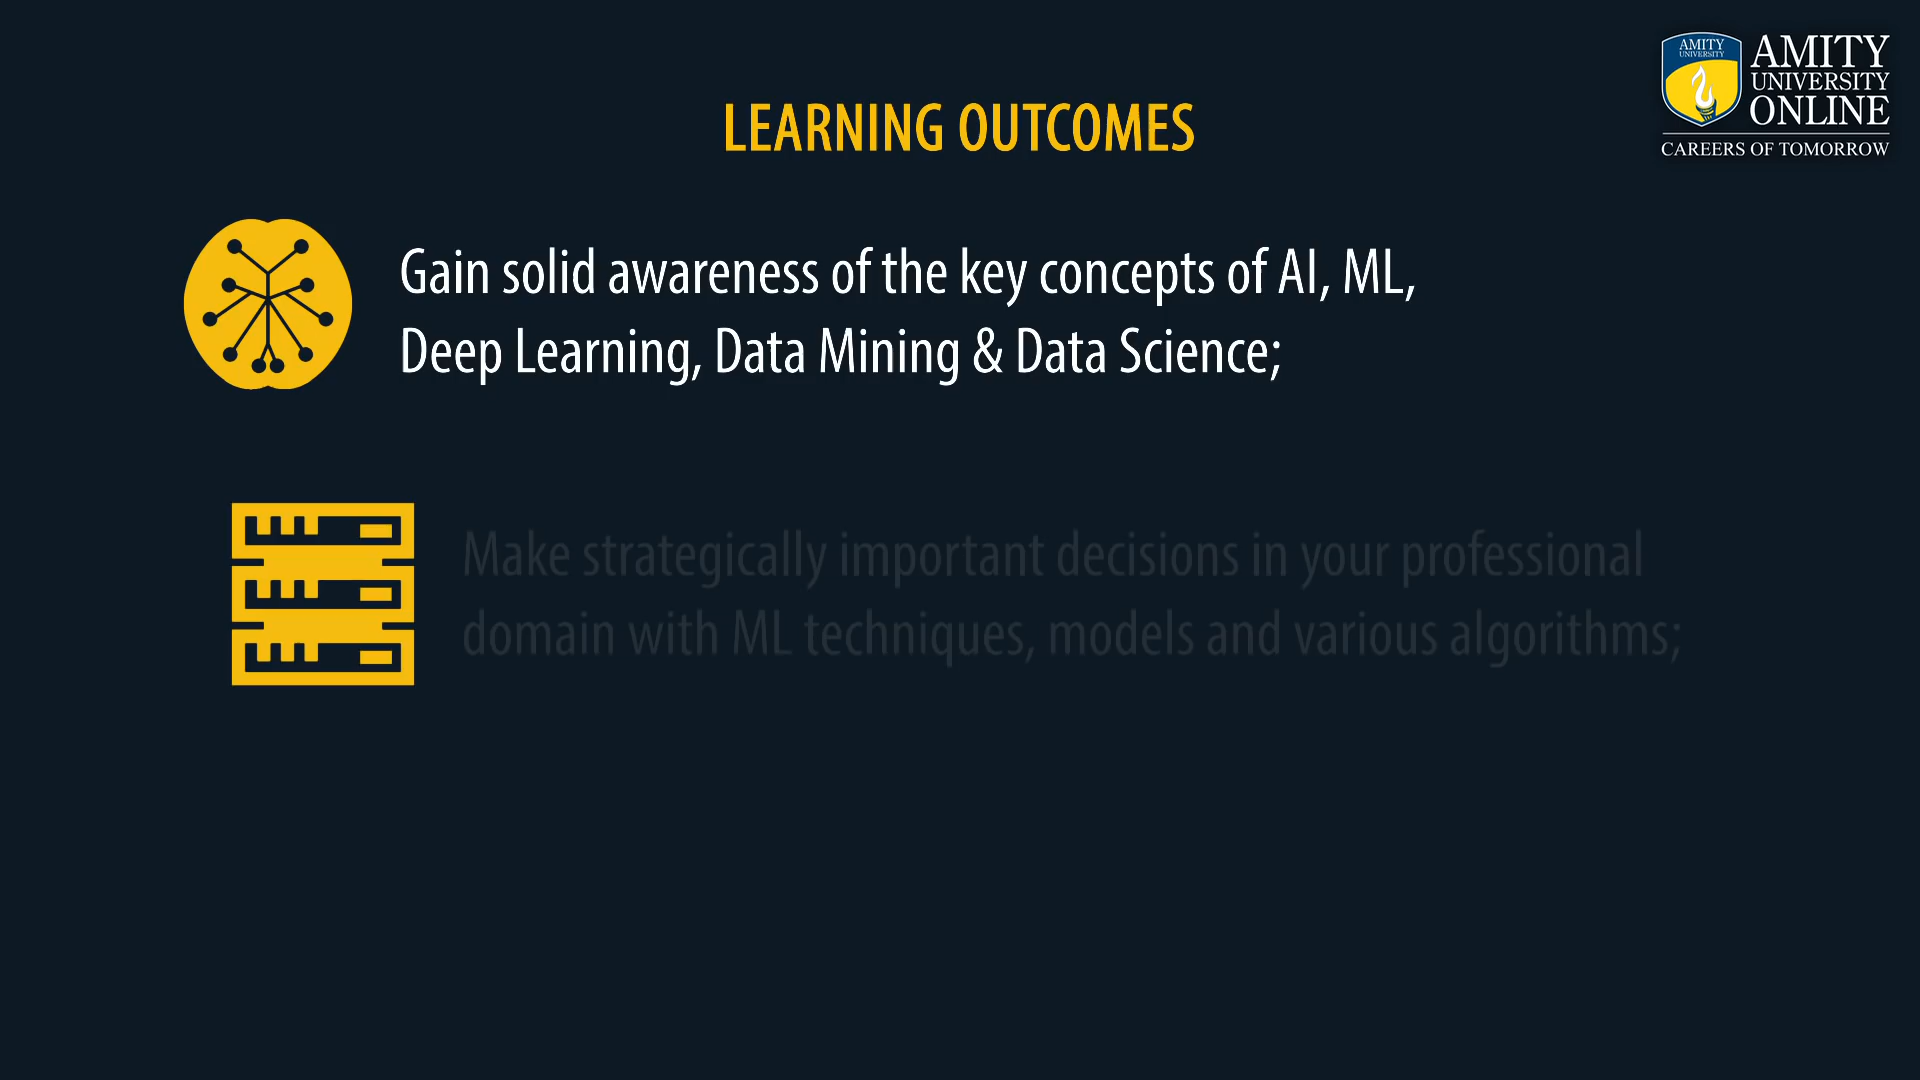 AMITY
UNIVERSITY
AMITY
UNIVERSITY
ONLINE
CAREERS OF TOMORROW
LEARNING OUTCOMES
Gain solid awareness of the key concepts of AI, ML,
Deep Learning, Data Mining & Data Science;
Make strategically important decisions in your professional
domain with ML techniques, models and various algorithms;